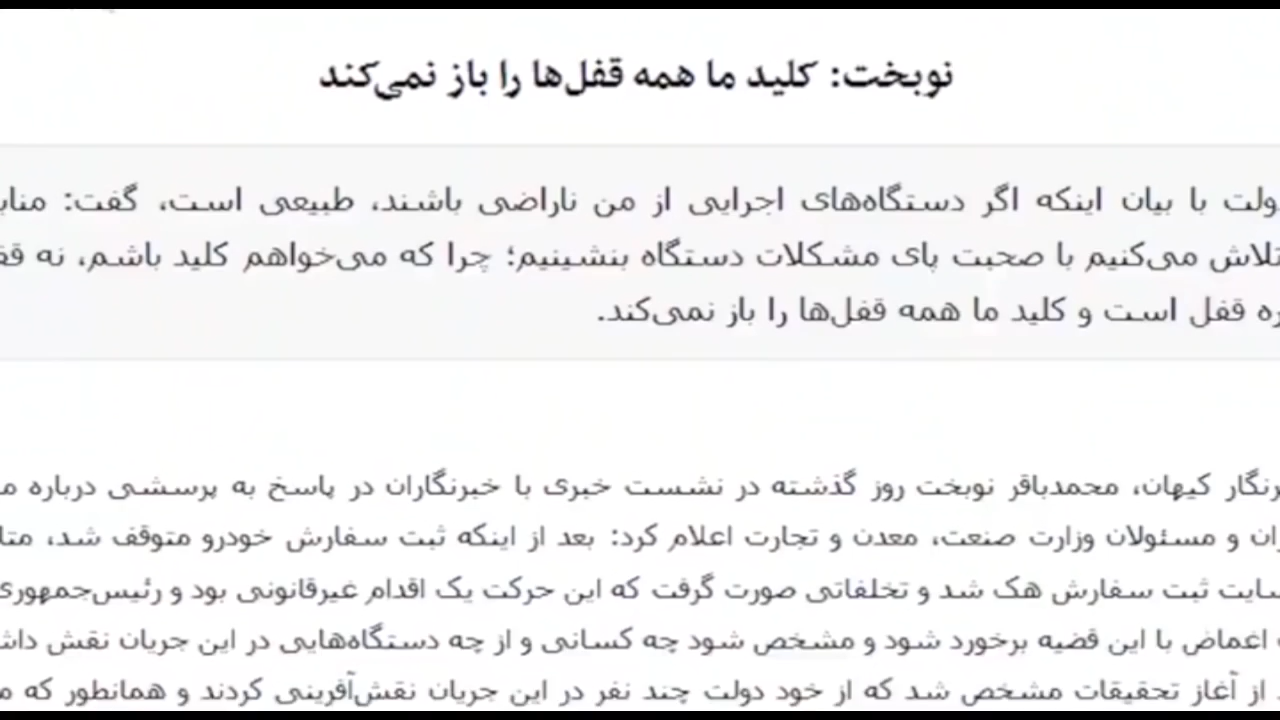 نوبخت: کلید ما همه قفل‌ها را باز نمی‌کند
با بیان اینکه اگر دستگاه‌های اجرایی از من ناراضی باشند، طبیعی است، گفت:
تلاش می‌کنیم با صحبت پای مشکلات دستگاه بنشینیم؛ چرا که می‌خواهم کلید باشم، نه
قفل است و کلید ما همه قفل‌ها را باز نمی‌کند.
کیهان، محمدباقر نوبخت روز گذشته در نشست خبری با خبرنگاران در پاسخ به پرسشی درباره
و مسئولان وزارت صنعت، معدن و تجارت اعلام کرد: بعد از اینکه ثبت سفارش خودرو متوقف شد،
سایت ثبت سفارش هک شد و تخلفاتی صورت گرفت که این حرکت یک اقدام غیرقانونی بود و رئیس‌جمهوری
اغماض با این قضیه برخورد شود و مشخص شود چه کسانی و از چه دستگاه‌هایی در این جریان نقش
از آغاز تحقیقات مشخص شد که از خود دولت چند نفر در این جریان نقش‌آفرینی کردند و همانطور که